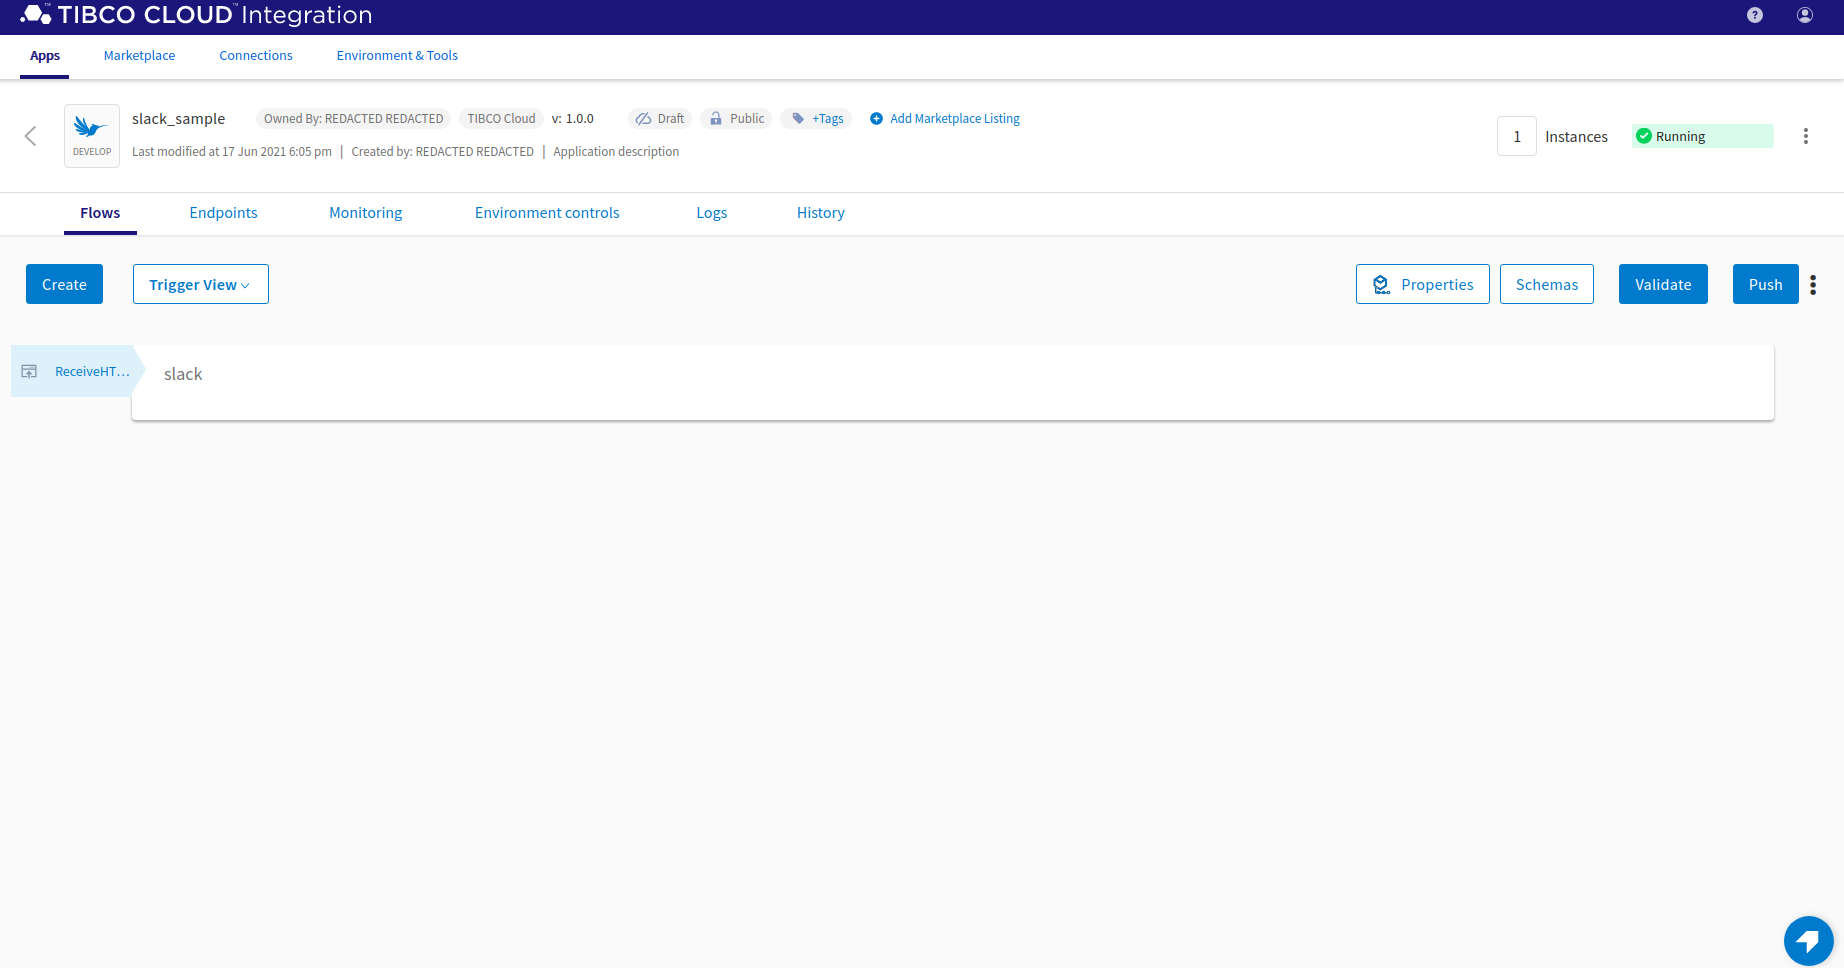 TIBCO CLOUD™ Integration
?
Apps Marketplace Connections Environment & Tools
slack_sample Owned By: REDACTED REDACTED TIBCO Cloud v: 1.0.0 Draft Public +Tags Add Marketplace Listing
DEVELOP
Last modified at 17 Jun 2021 6:05 pm | Created by: REDACTED REDACTED | Application description
1 Instances Running
Flows Endpoints Monitoring Environment controls Logs History
Create Trigger View Properties Schemas Validate Push
ReceiveHT... slack